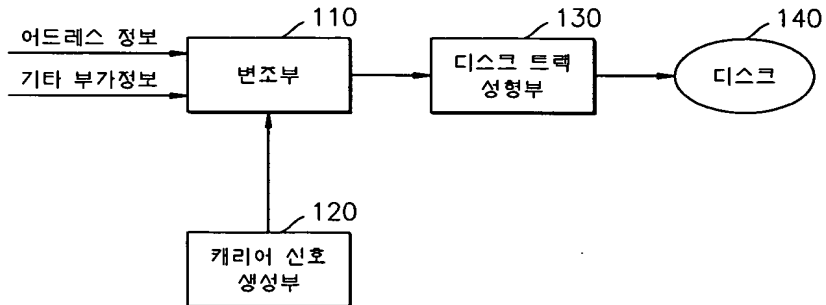 110
130
140
어드레스 정보
기타 부가정보
변조부
디스크 트랙
성형부
디스크
120
캐리어 신호
생성부